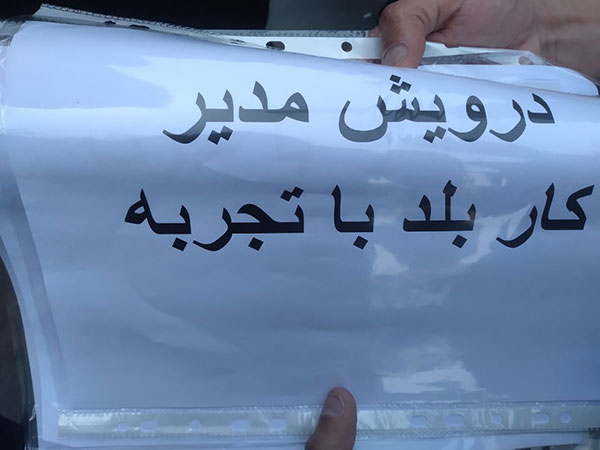 درویش مدیر
کار بلد با تجربه